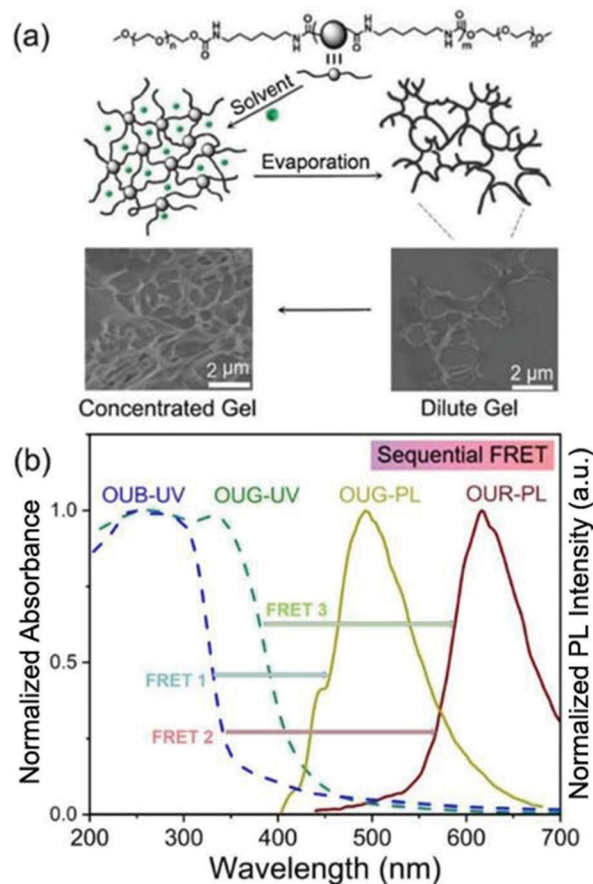 (a)
O
O
n
O
O
N
H
H
N
O
O
N
H
H
N
O
m
O
O
n
Solvent
Evaporation
2 µm
2 µm
Concentrated Gel
Dilute Gel
(b)
Sequential FRET
OUB-UV
OUG-UV
OUG-PL
OUR-PL
1.0
0.5
0.0
FRET 3
FRET 1
FRET 2
200
300
400
500
600
700
Wavelength (nm)
Normalized Absorbance
Normalized PL Intensity (a.u.)